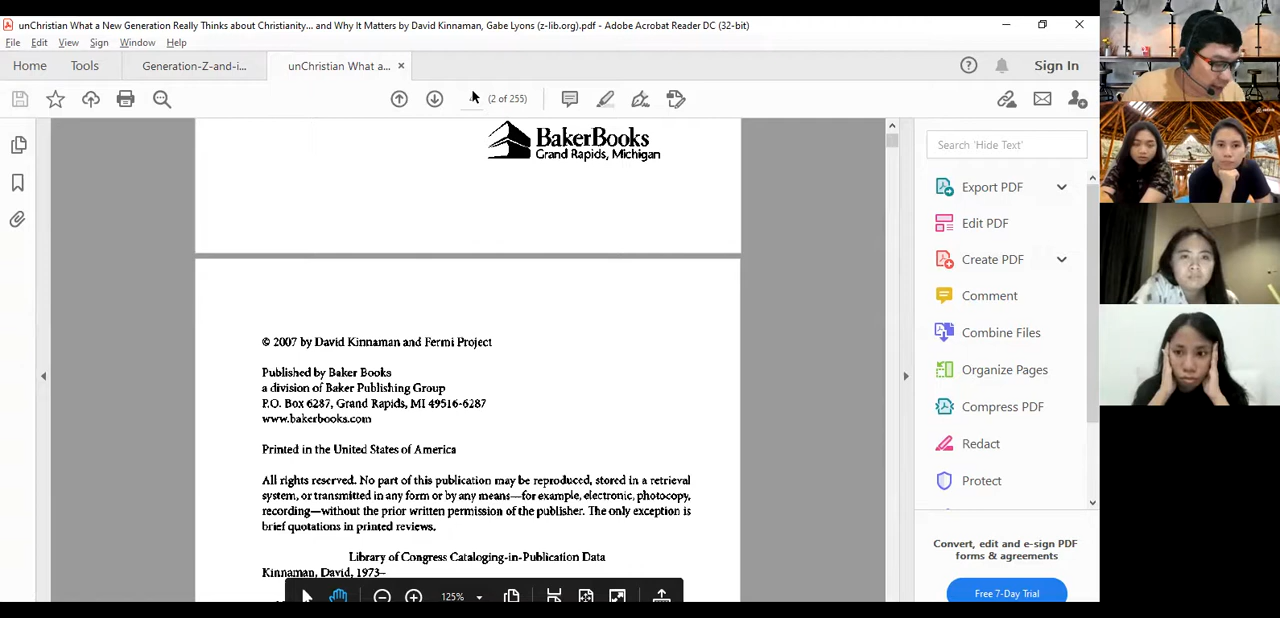 unChristian What a New Generation Really Thinks about Christianity... and Why It Matters by David Kinnaman, Gabe Lyons (z-lib.org).pdf - Adobe Acrobat Reader DC (32-bit)
File Edit View Sign Window Help
Home Tools Generation-Z-and-i... unChristian What a... × Sign In
(2 of 255)
BakerBooks
Grand Rapids, Michigan
© 2007 by David Kinnaman and Fermi Project
Published by Baker Books
a division of Baker Publishing Group
P.O. Box 6287, Grand Rapids, MI 49516-6287
www.bakerbooks.com
Printed in the United States of America
All rights reserved. No part of this publication may be reproduced, stored in a retrieval
system, or transmitted in any form or by any means—for example, electronic, photocopy,
recording—without the prior written permission of the publisher. The only exception is
brief quotations in printed reviews.
Library of Congress Cataloging-in-Publication Data
Kinnaman, David, 1973–
125%
Search 'Hide Text'
Export PDF
Edit PDF
Create PDF
Comment
Combine Files
Organize Pages
Compress PDF
Redact
Protect
Convert, edit and e-sign PDF
forms & agreements
Free 7-Day Trial